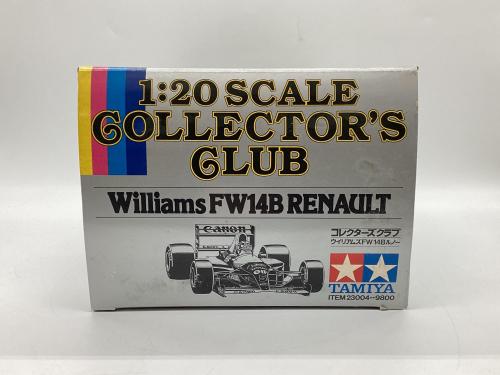 1:20 SCALE
COLLECTOR'S
CLUB
Williams FW14B RENAULT
Canon
コレクターズクラブ
ウイリアムズFW14Bルノー
TAMIYA
ITEM 23004--9800